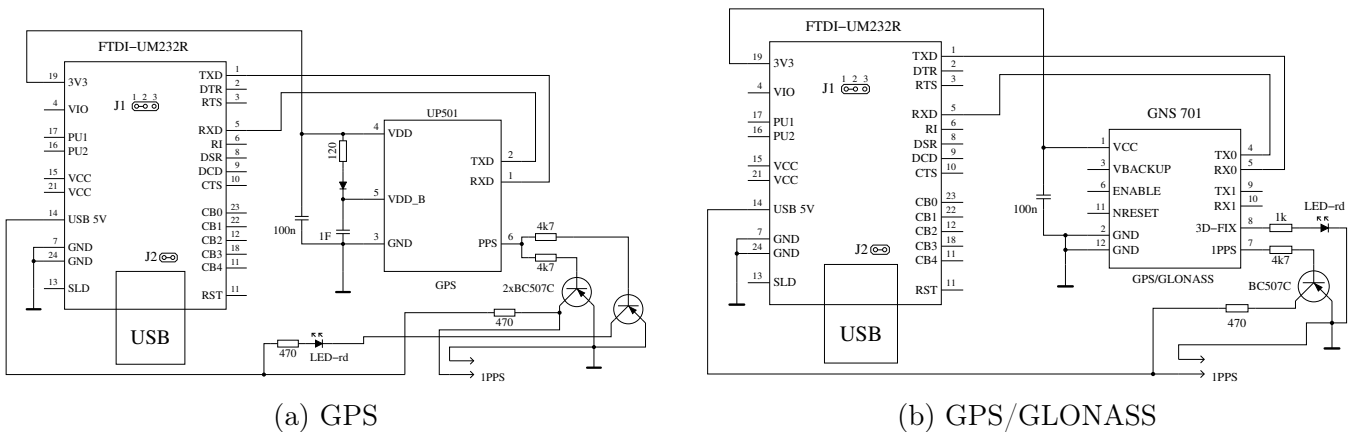 FTDI−UM232R
19 3V3
TXD 1
DTR 2
J1 1 2 3
RTS 3
4 VIO
UP501
17 PU1
RXD 5
4 VDD
16 PU2
RI 6
DSR 8
120
TXD 2
DCD 9
15 VCC
CTS 10
RXD 1
21 VCC
5 VDD_B
14 USB 5V
CB0 23
CB1 22
100n
1F
7 GND
CB2 12
3 GND
PPS 6
4k7
24 GND
J2
CB3 18
CB4 11
4k7
13 SLD
GPS
2xBC507C
RST 11
USB
470
470
LED−rd
1PPS
(a) GPS
FTDI−UM232R
19 3V3
TXD 1
DTR 2
J1 1 2 3
RTS 3
4 VIO
17 PU1
RXD 5
GNS 701
16 PU2
RI 6
DSR 8
1 VCC
TX0 4
15 VCC
DCD 9
3 VBACKUP
RX0 5
21 VCC
CTS 10
6 ENABLE
TX1 9
14 USB 5V
CB0 23
100n
11 NRESET
RX1 10
CB1 22
1k
LED−rd
7 GND
CB2 12
2 GND
3D−FIX 8
24 GND
J2
CB3 18
12 GND
1PPS 7
CB4 11
4k7
13 SLD
GPS/GLONASS
BC507C
RST 11
USB
470
1PPS
(b) GPS/GLONASS